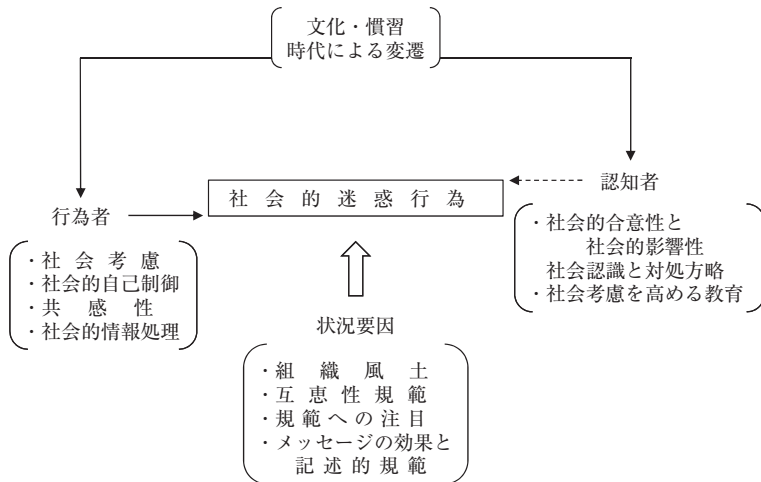 文化・慣習
時代による変遷
社会的迷惑行為
行為者
・社会考慮
・社会的自己制御
・共感性
・社会的情報処理
認知者
・社会的合意性と
社会的影響性
社会認識と対処方略
・社会考慮を高める教育
状況要因
・組織風土
・互恵性規範
・規範への注目
・メッセージの効果と
記述的規範